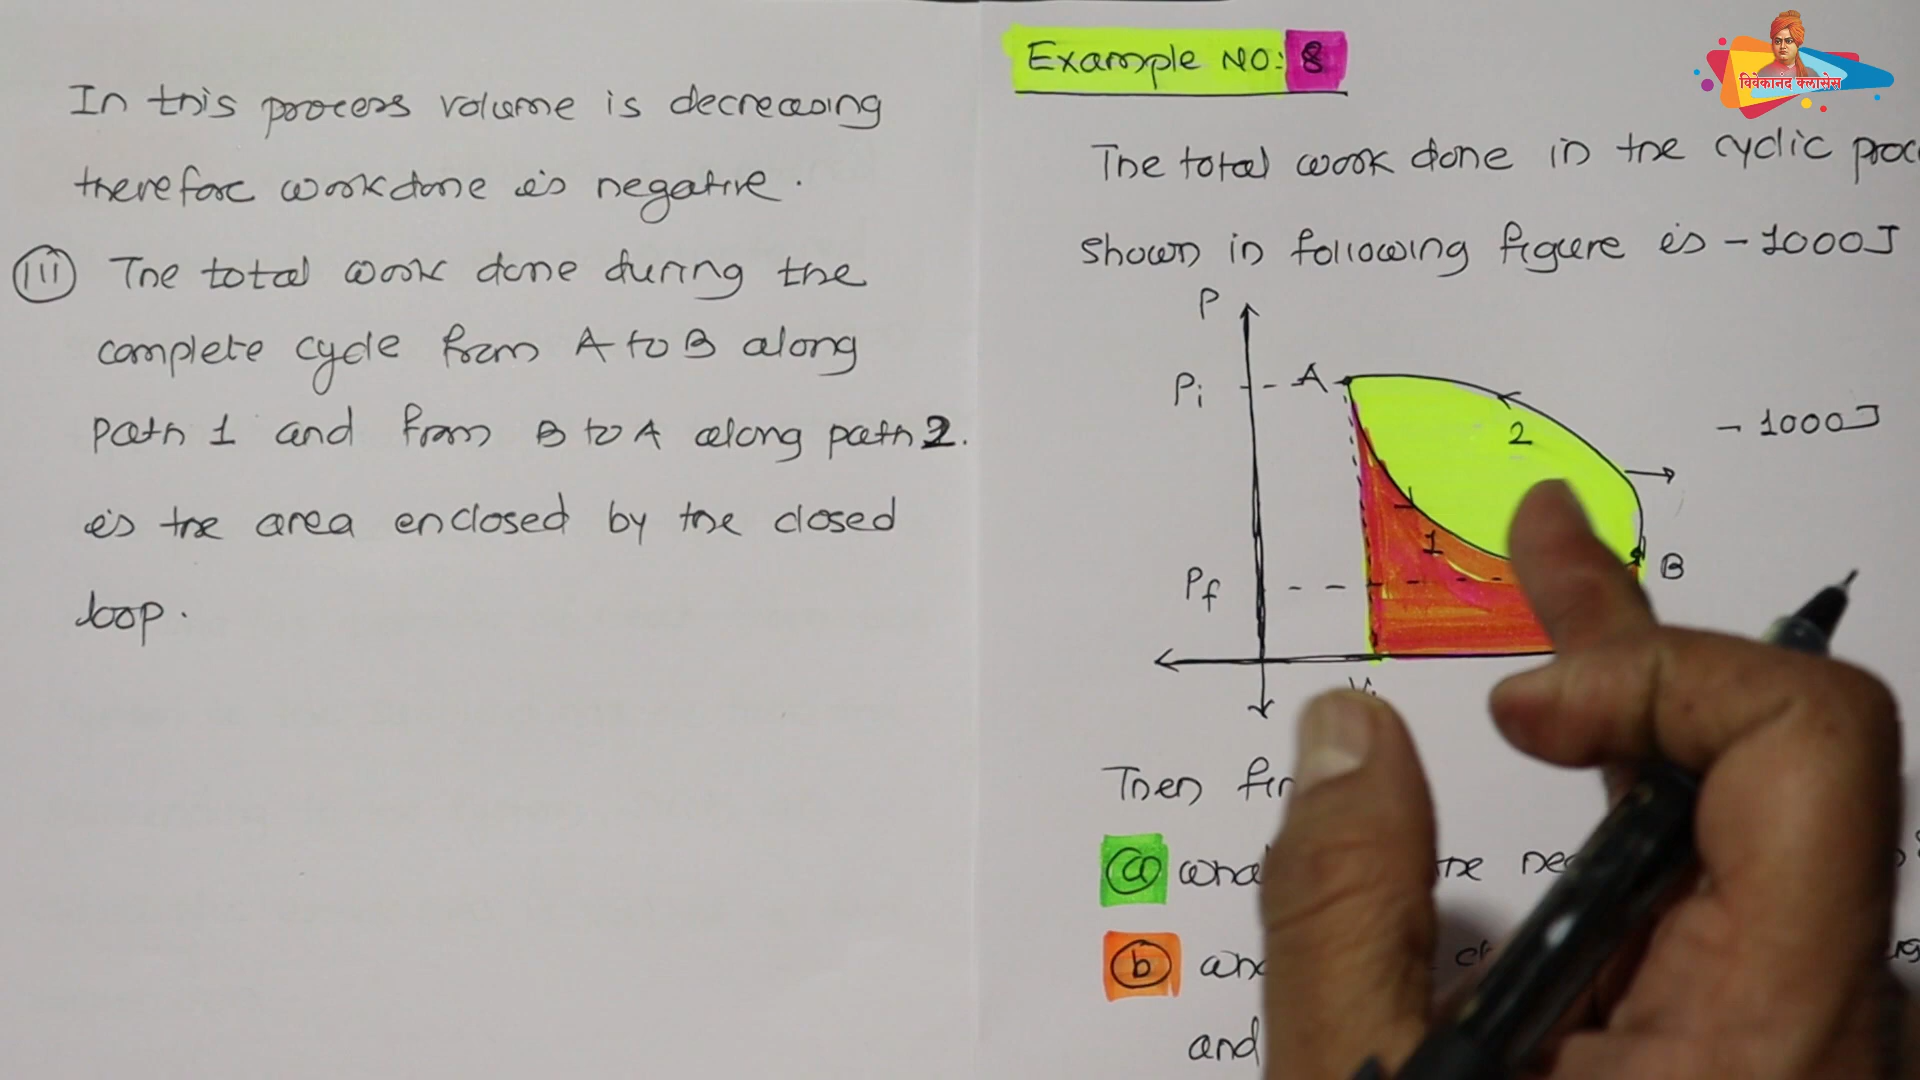 In this process volume is decreasing
therefore workdone is negative.
(III) The total work done during the
complete cycle from A to B along
path 1 and from B to A along path 2.
is the area enclosed by the closed
loop.
Example NO: 8
विवेकानंद क्लासेस
The total work done in the cyclic
shown in following figure is -1000J
P
Pi
A
2
-1000J
1
B
Pf
Then
(a)
the
(b)
and